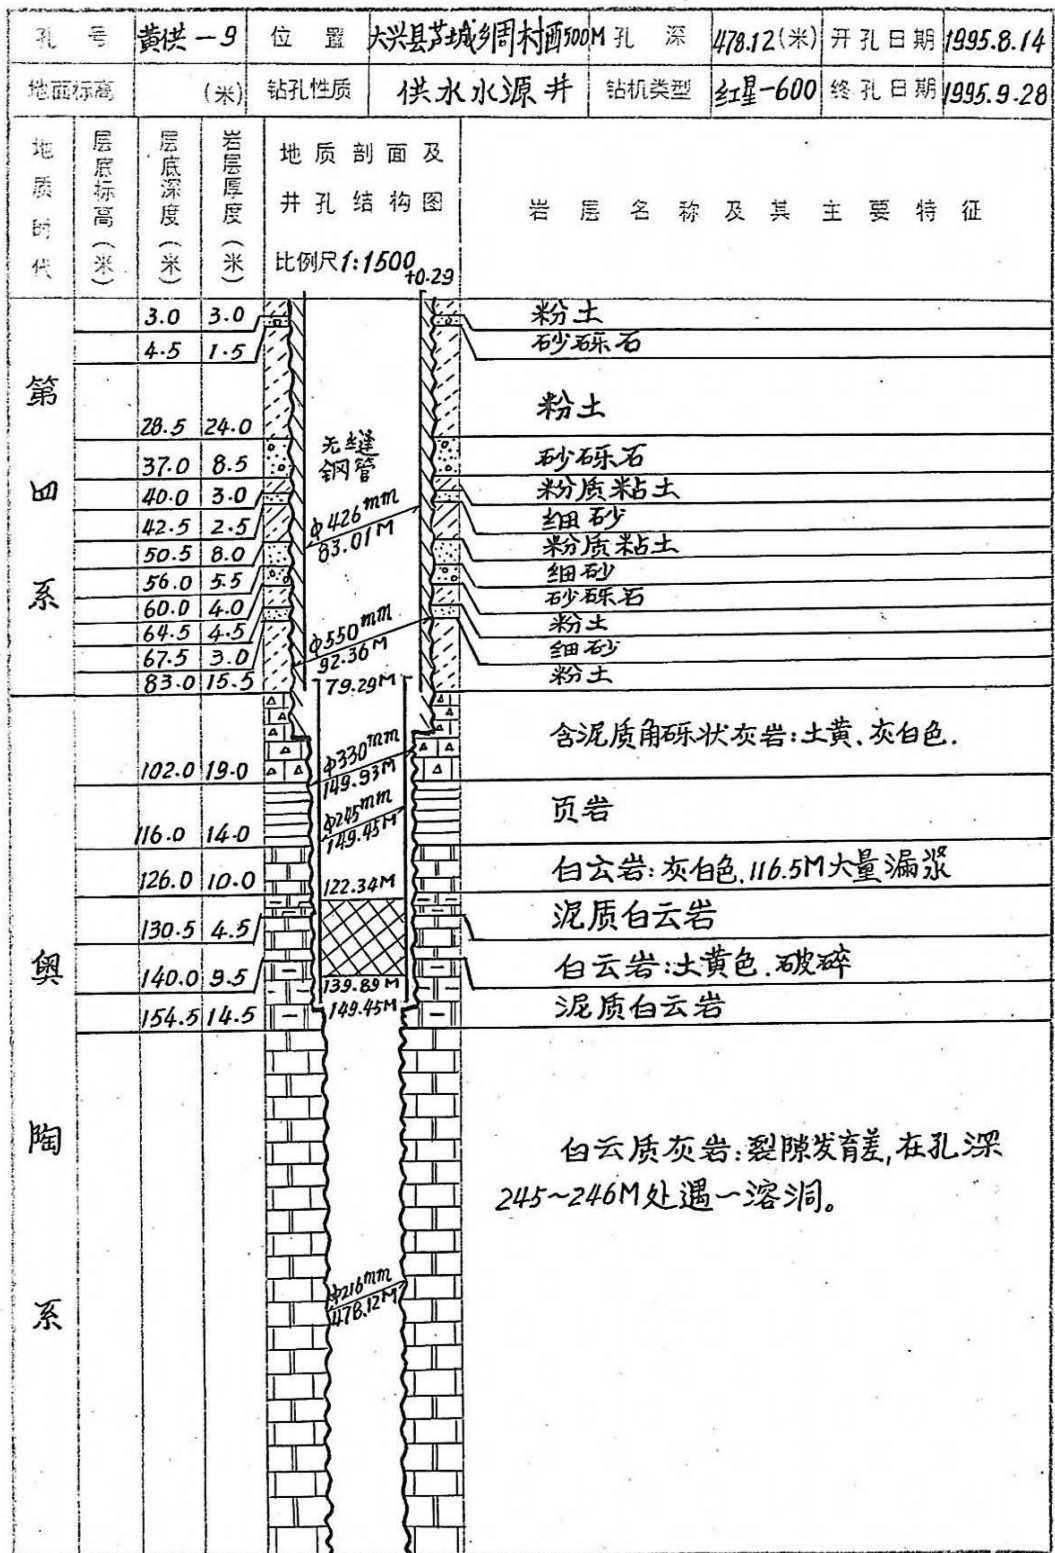 孔号 黄供-9 位置 大兴县芦城乡周村西500M 孔深 478.12(米) 开孔日期 1995.8.14
地面标高 (米) 钻孔性质 供水水源井 钻机类型 红星-600 终孔日期 1995.9.28
地质时代 层底标高(米) 层底深度(米) 岩层厚度(米) 地质剖面及井孔结构图 比例尺1:1500 岩层名称及其主要特征
+0.29
第四系
3.0 3.0 粉土
4.5 1.5 砂砾石
28.5 24.0 粉土
37.0 8.5 砂砾石
40.0 3.0 粉质粘土
42.5 2.5 细砂
50.5 8.0 粉质粘土
56.0 5.5 细砂
60.0 4.0 砂砾石
64.5 4.5 粉土
67.5 3.0 细砂
83.0 15.5 粉土
无缝
钢管
ф426mm
83.01M
ф550mm
92.36M
79.29M
奥陶系
102.0 19.0 含泥质角砾状灰岩:土黄、灰白色.
116.0 14.0 页岩
126.0 10.0 白云岩:灰白色.116.5M大量漏浆
130.5 4.5 泥质白云岩
140.0 9.5 白云岩:土黄色.破碎
154.5 14.5 泥质白云岩
ф330mm
149.93M
ф245mm
149.45M
122.34M
139.89M
149.45M
白云质灰岩:裂隙发育差,在孔深
245~246M处遇一溶洞。
ф216mm
478.12M